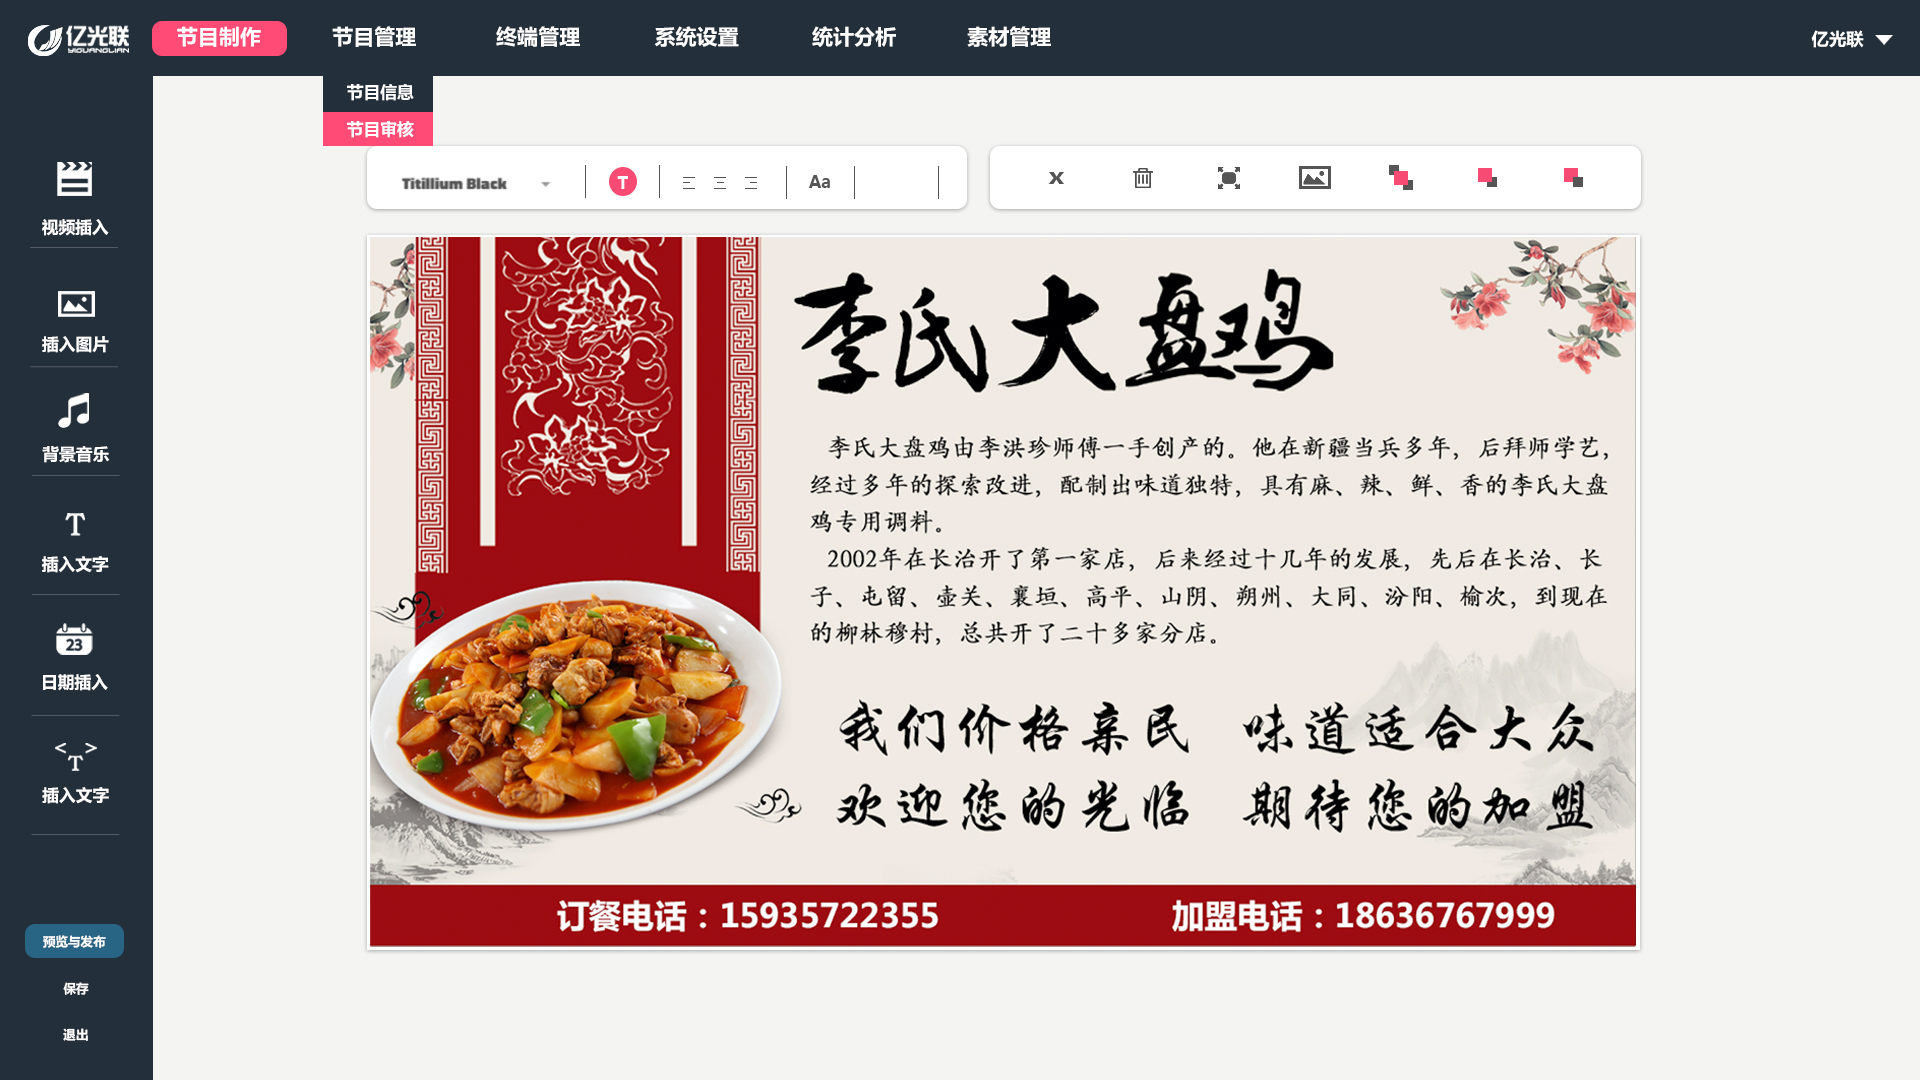 亿光联 节目制作 节目管理 终端管理 系统设置 统计分析 素材管理 亿光联
YIGUANGLIAN
节目信息
节目审核
Titillium Black T Aa X
视频插入
插入图片
背景音乐
T
插入文字
23
日期插入
<T>
插入文字
预览与发布
保存
退出
李氏大盘鸡
李氏大盘鸡由李洪珍师傅一手创产的。他在新疆当兵多年，后拜师学艺，
经过多年的探索改进，配制出味道独特，具有麻、辣、鲜、香的李氏大盘
鸡专用调料。
2002年在长治开了第一家店，后来经过十几年的发展，先后在长治、长
子、屯留、壶关、襄垣、高平、山阴、朔州、大同、汾阳、榆次，到现在
的柳林穆村，总共开了二十多家分店。
我们价格亲民 味道适合大众
欢迎您的光临 期待您的加盟
订餐电话：15935722355 加盟电话：18636767999